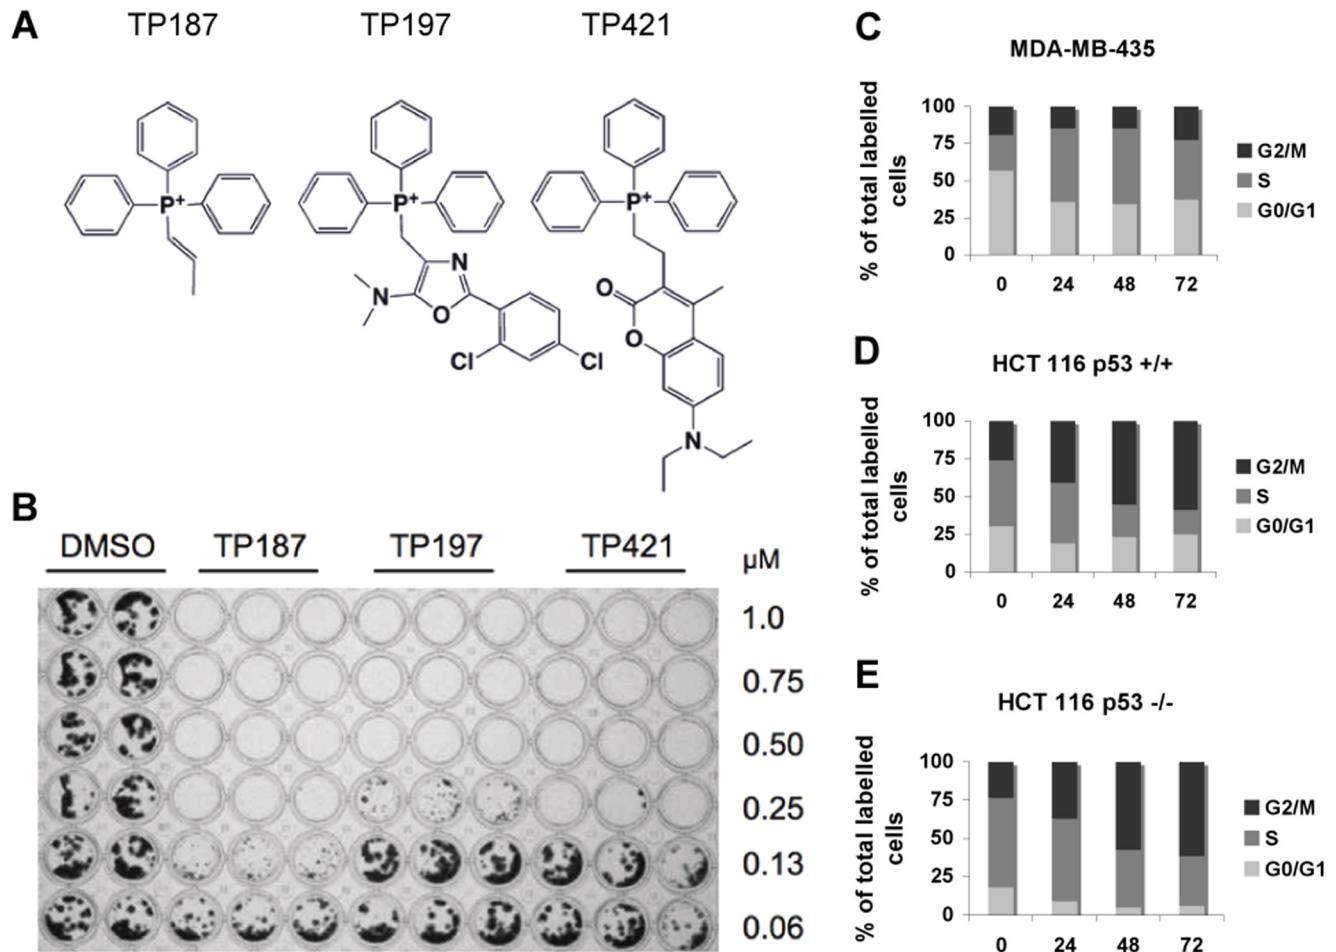 A
TP187 TP197 TP421
P+ P+ P+
N
N
O
Cl Cl
O
O
N
B
DMSO TP187 TP197 TP421 µM
1.0
0.75
0.50
0.25
0.13
0.06
C
MDA-MB-435
% of total labelled
cells
100
75
50
25
0
0 24 48 72
G2/M
S
G0/G1
D
HCT 116 p53 +/+
% of total labelled
cells
100
75
50
25
0
0 24 48 72
G2/M
S
G0/G1
E
HCT 116 p53 -/-
% of total labelled
cells
100
75
50
25
0
0 24 48 72
G2/M
S
G0/G1